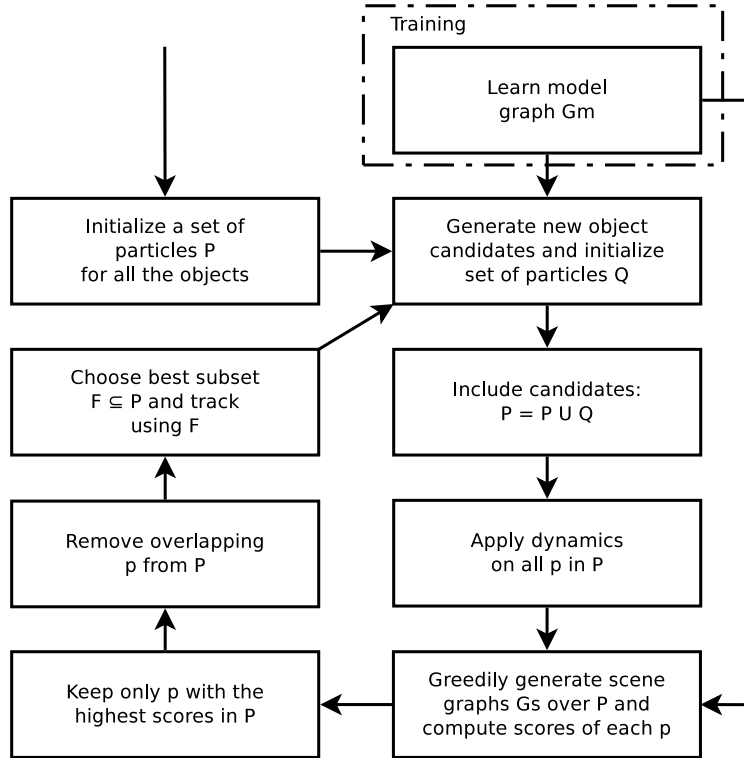 Training
Learn model
graph Gm
Initialize a set of
particles P
for all the objects
Generate new object
candidates and initialize
set of particles Q
Choose best subset
F ⊆ P and track
using F
Include candidates:
P = P U Q
Remove overlapping
p from P
Apply dynamics
on all p in P
Keep only p with the
highest scores in P
Greedily generate scene
graphs Gs over P and
compute scores of each p